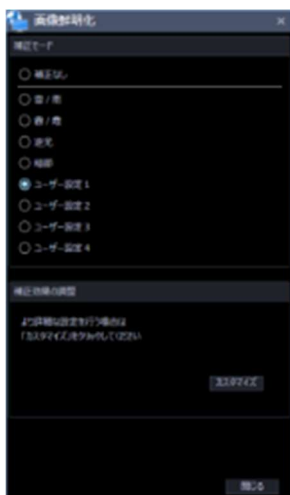 画像鮮明化
補正モード
補正なし
雪 / 雨
霧 / 靄
逆光
暗部
ユーザー設定 1
ユーザー設定 2
ユーザー設定 3
ユーザー設定 4
補正効果の調整
より詳細な設定を行う場合は
「カスタマイズ」をクリックしてください
カスタマイズ
閉じる